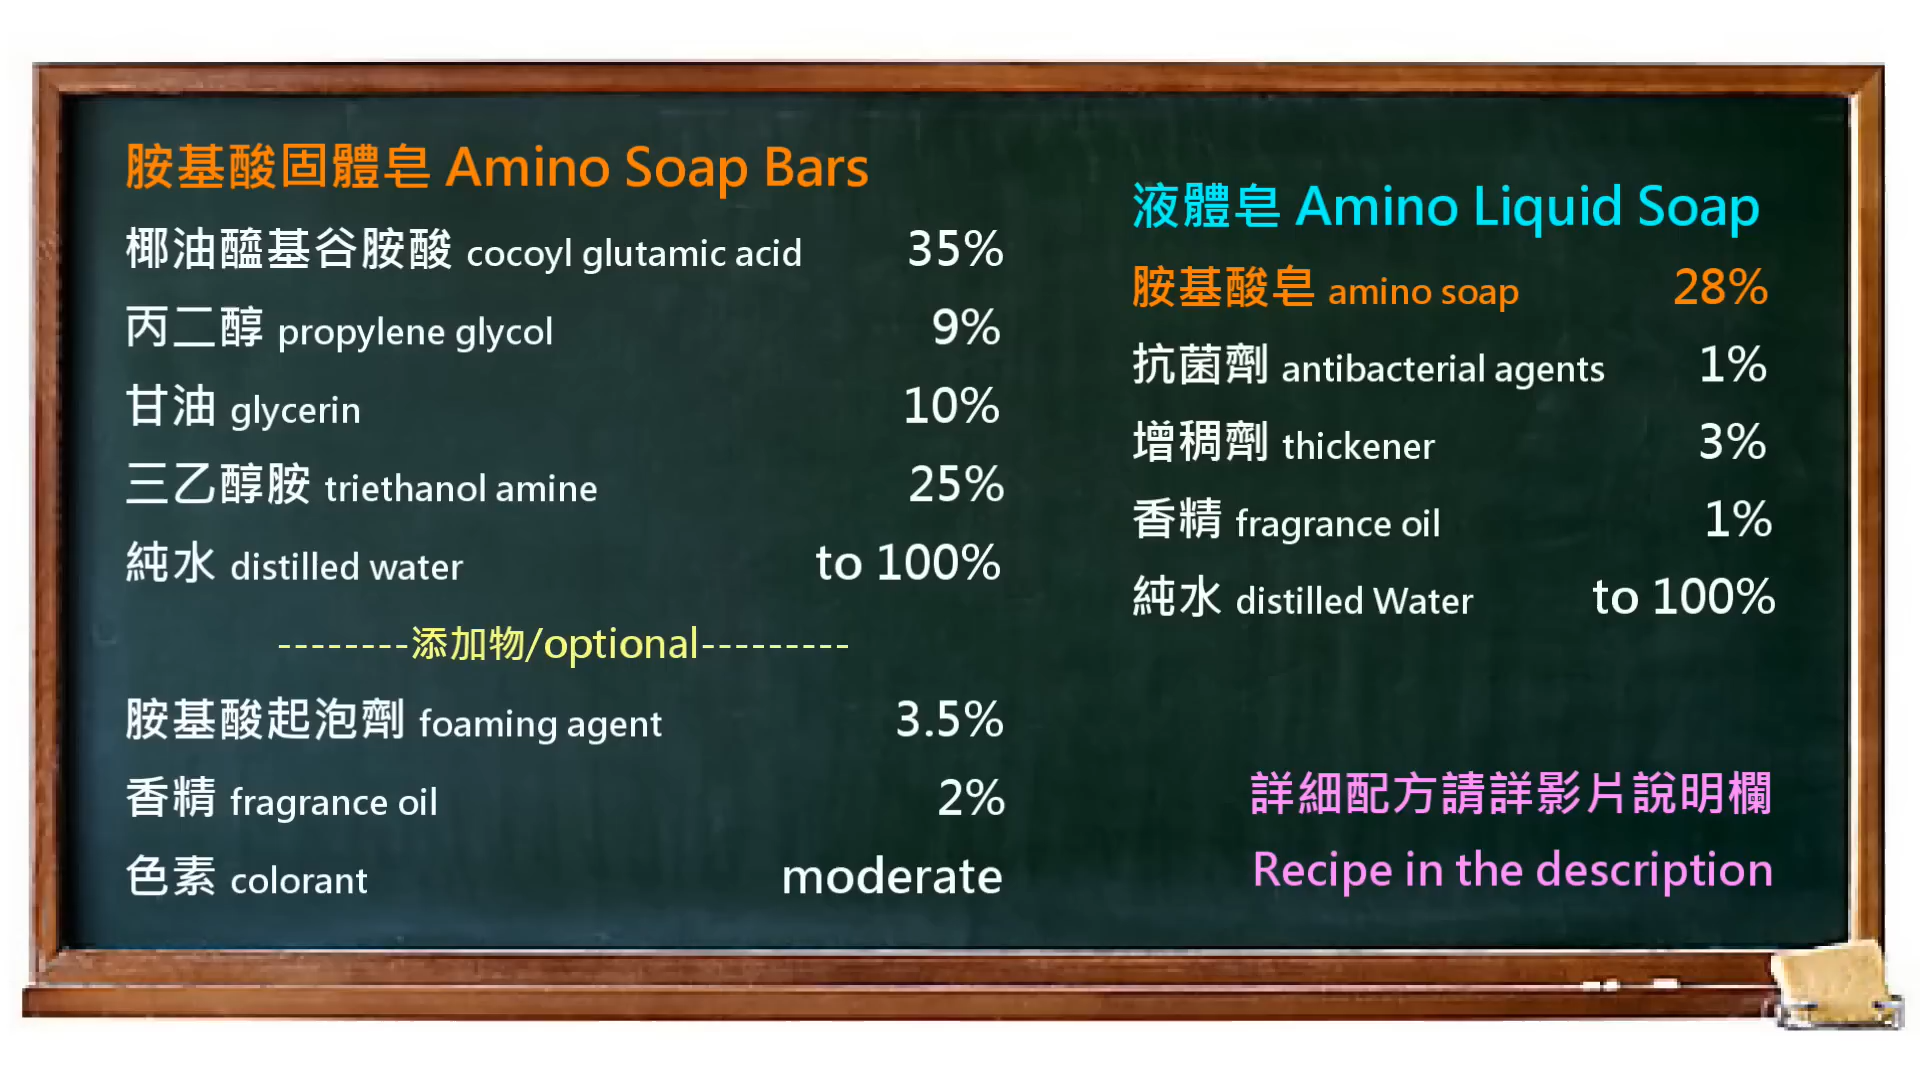 胺基酸固體皂 Amino Soap Bars
椰油醯基谷胺酸 cocoyl glutamic acid 35%
丙二醇 propylene glycol 9%
甘油 glycerin 10%
三乙醇胺 triethanol amine 25%
純水 distilled water to 100%
--------添加物/optional---------
胺基酸起泡劑 foaming agent 3.5%
香精 fragrance oil 2%
色素 colorant moderate
液體皂 Amino Liquid Soap
胺基酸皂 amino soap 28%
抗菌劑 antibacterial agents 1%
增稠劑 thickener 3%
香精 fragrance oil 1%
純水 distilled Water to 100%
詳細配方請詳影片說明欄
Recipe in the description